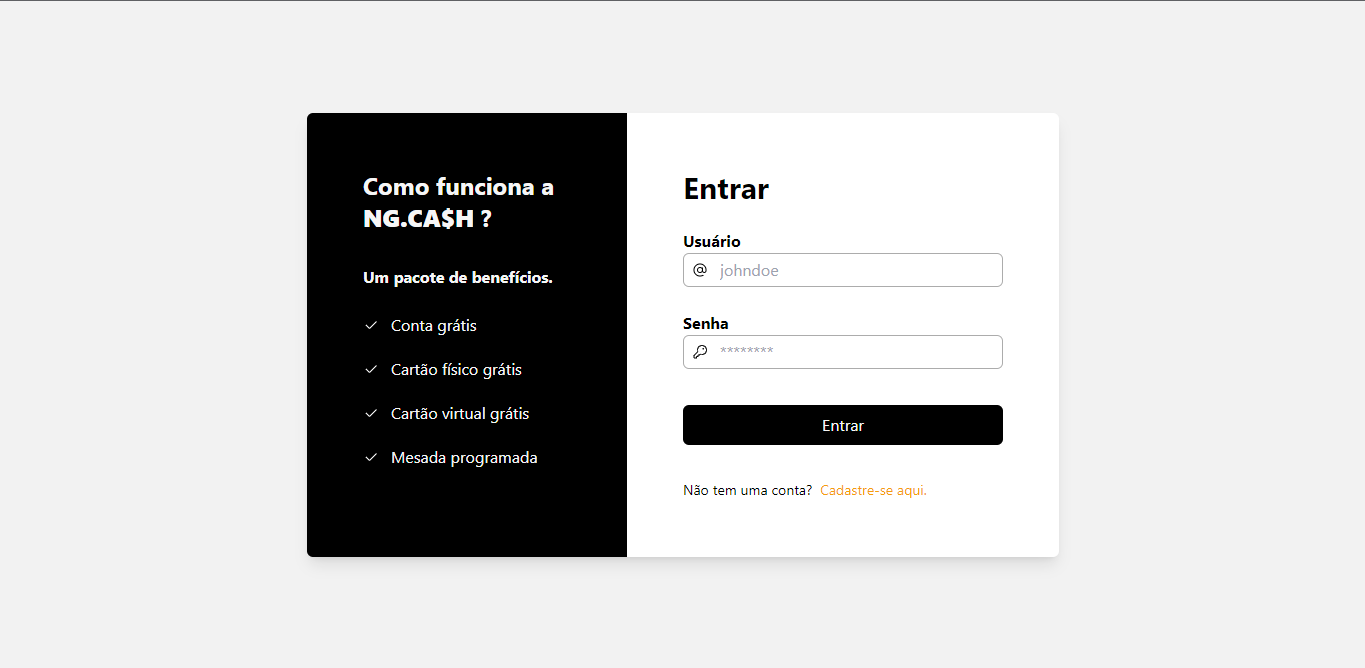 Como funciona a
NG.CA$H ?
Um pacote de benefícios.
Conta grátis
Cartão físico grátis
Cartão virtual grátis
Mesada programada
Entrar
Usuário
@ johndoe
Senha
********
Entrar
Não tem uma conta? Cadastre-se aqui.